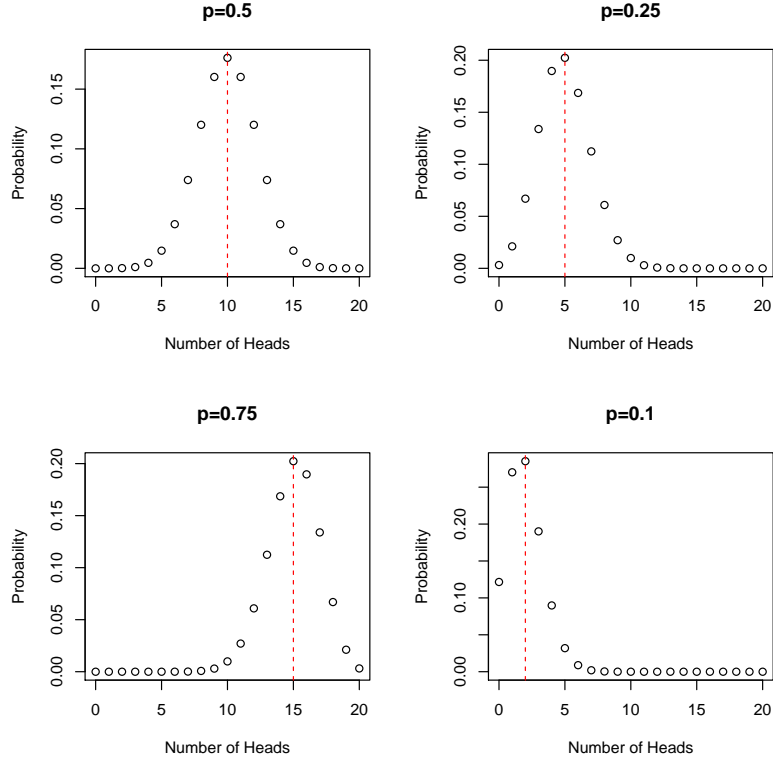 p=0.5
Probability
0.00 0.05 0.10 0.15
0 5 10 15 20
Number of Heads
p=0.25
Probability
0.00 0.05 0.10 0.15 0.20
0 5 10 15 20
Number of Heads
p=0.75
Probability
0.00 0.05 0.10 0.15 0.20
0 5 10 15 20
Number of Heads
p=0.1
Probability
0.00 0.10 0.20
0 5 10 15 20
Number of Heads